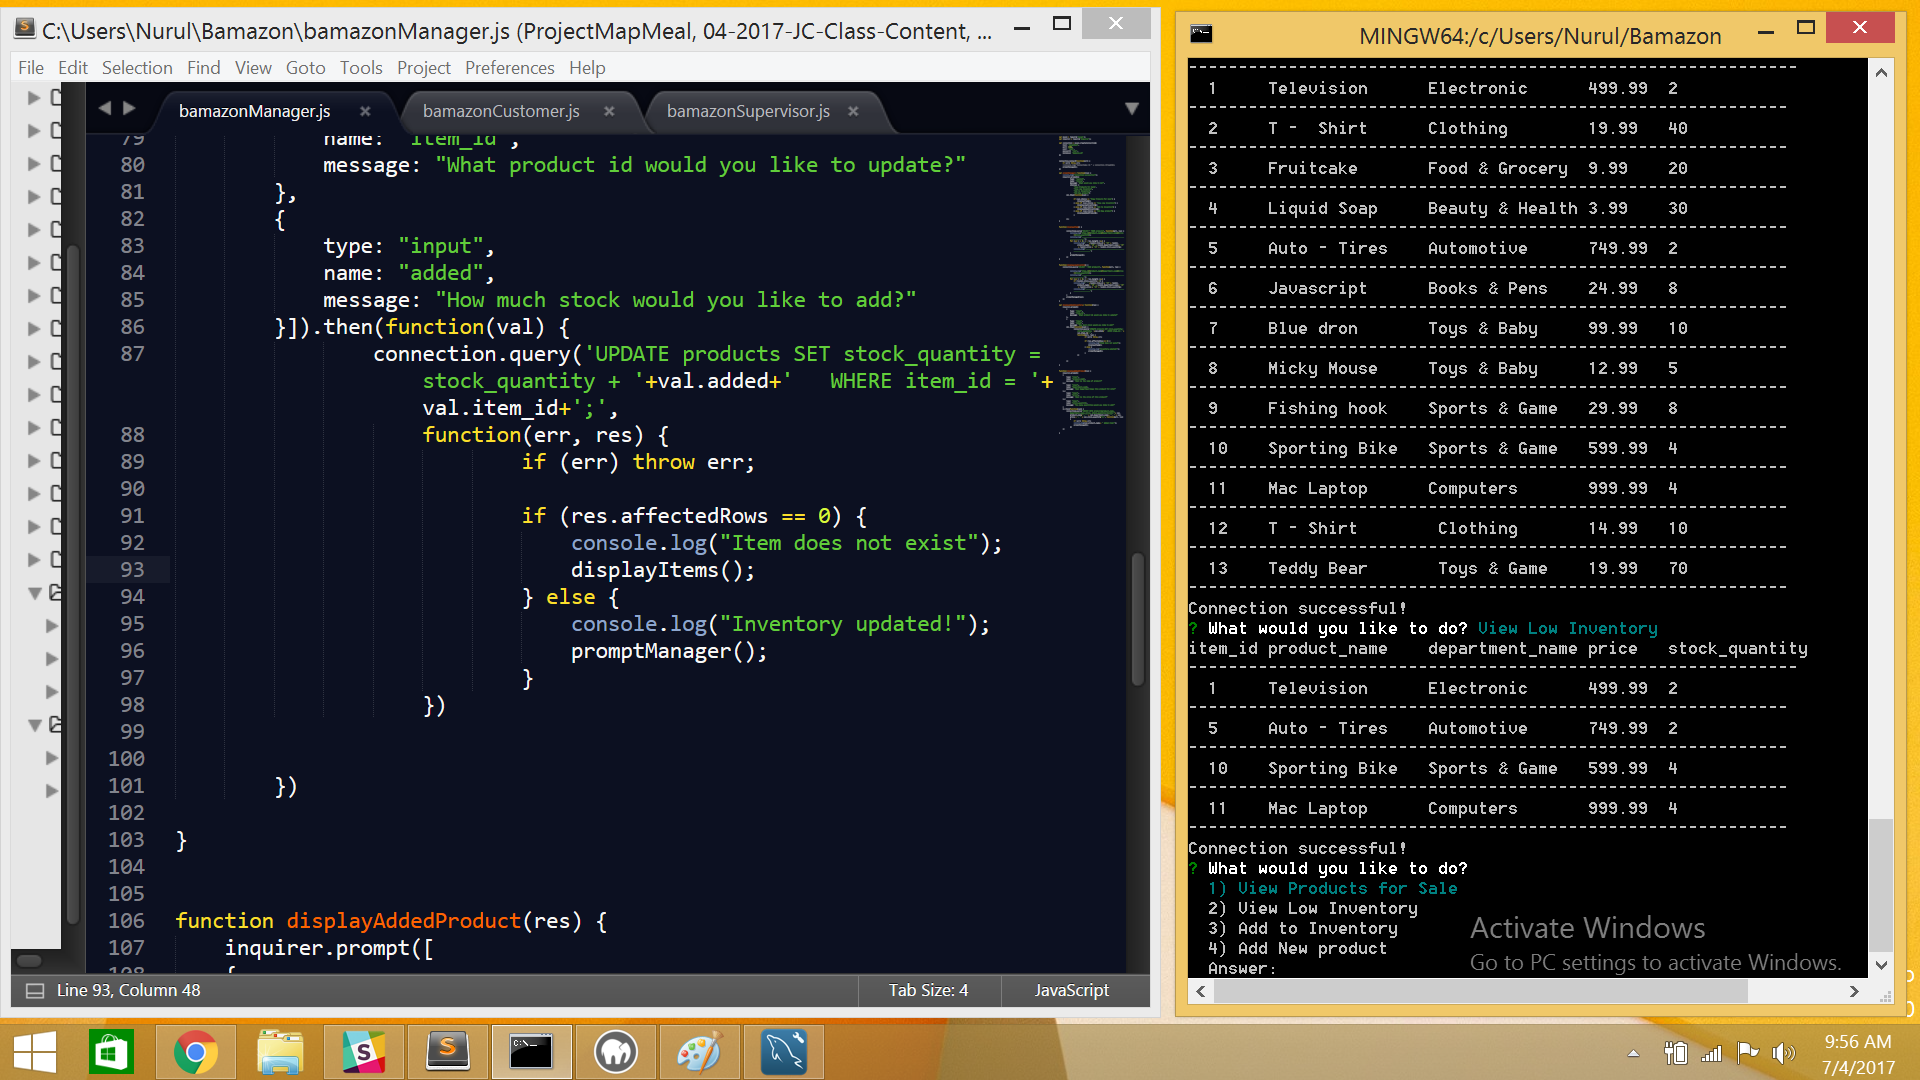 C:\Users\Nurul\Bamazon\bamazonManager.js (ProjectMapMeal, 04-2017-JC-Class-Content, ...
File Edit Selection Find View Goto Tools Project Preferences Help
bamazonManager.js × bamazonCustomer.js × bamazonSupervisor.js ×
79 name: "item_id",
80 message: "What product id would you like to update?"
81 },
82 {
83 type: "input",
84 name: "added",
85 message: "How much stock would you like to add?"
86 }]).then(function(val) {
87 connection.query('UPDATE products SET stock_quantity =
stock_quantity + '+val.added+' WHERE item_id = '+
val.item_id+';',
88 function(err, res) {
89 if (err) throw err;
90
91 if (res.affectedRows == 0) {
92 console.log("Item does not exist");
93 displayItems();
94 } else {
95 console.log("Inventory updated!");
96 promptManager();
97 }
98 })
99
100
101 })
102
103 }
104
105
106 function displayAddedProduct(res) {
107 inquirer.prompt([
108 {
Line 93, Column 48 Tab Size: 4 JavaScript
MINGW64:/c/Users/Nurul/Bamazon
-------------------------------------------------------------
1 Television Electronic 499.99 2
------------------------------------------------------------
2 T - Shirt Clothing 19.99 40
------------------------------------------------------------
3 Fruitcake Food & Grocery 9.99 20
------------------------------------------------------------
4 Liquid Soap Beauty & Health 3.99 30
------------------------------------------------------------
5 Auto - Tires Automotive 749.99 2
------------------------------------------------------------
6 Javascript Books & Pens 24.99 8
------------------------------------------------------------
7 Blue dron Toys & Baby 99.99 10
------------------------------------------------------------
8 Micky Mouse Toys & Baby 12.99 5
------------------------------------------------------------
9 Fishing hook Sports & Game 29.99 8
------------------------------------------------------------
10 Sporting Bike Sports & Game 599.99 4
------------------------------------------------------------
11 Mac Laptop Computers 999.99 4
------------------------------------------------------------
12 T - Shirt Clothing 14.99 10
------------------------------------------------------------
13 Teddy Bear Toys & Game 19.99 70
------------------------------------------------------------
Connection successful!
? What would you like to do? View Low Inventory
item_id product_name department_name price stock_quantity
-------------------------------------------------------------
1 Television Electronic 499.99 2
------------------------------------------------------------
5 Auto - Tires Automotive 749.99 2
------------------------------------------------------------
10 Sporting Bike Sports & Game 599.99 4
------------------------------------------------------------
11 Mac Laptop Computers 999.99 4
------------------------------------------------------------
Connection successful!
? What would you like to do?
1) View Products for Sale
2) View Low Inventory
3) Add to Inventory
4) Add New product
Answer:
Activate Windows
Go to PC settings to activate Windows.
9:56 AM
7/4/2017